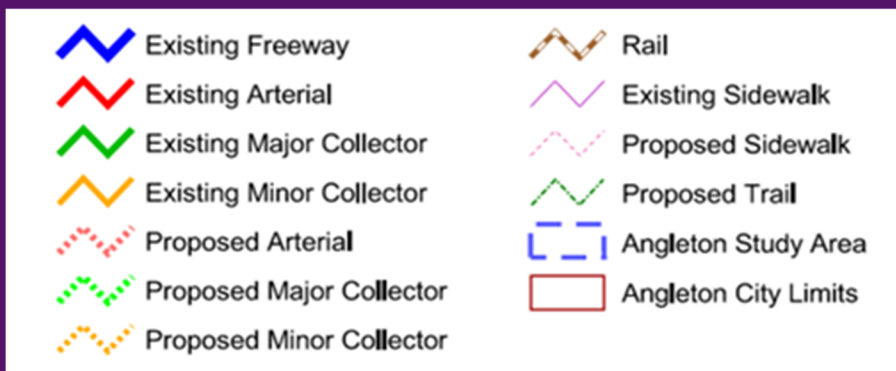 Existing Freeway
Existing Arterial
Existing Major Collector
Existing Minor Collector
Proposed Arterial
Proposed Major Collector
Proposed Minor Collector
Rail
Existing Sidewalk
Proposed Sidewalk
Proposed Trail
Angleton Study Area
Angleton City Limits